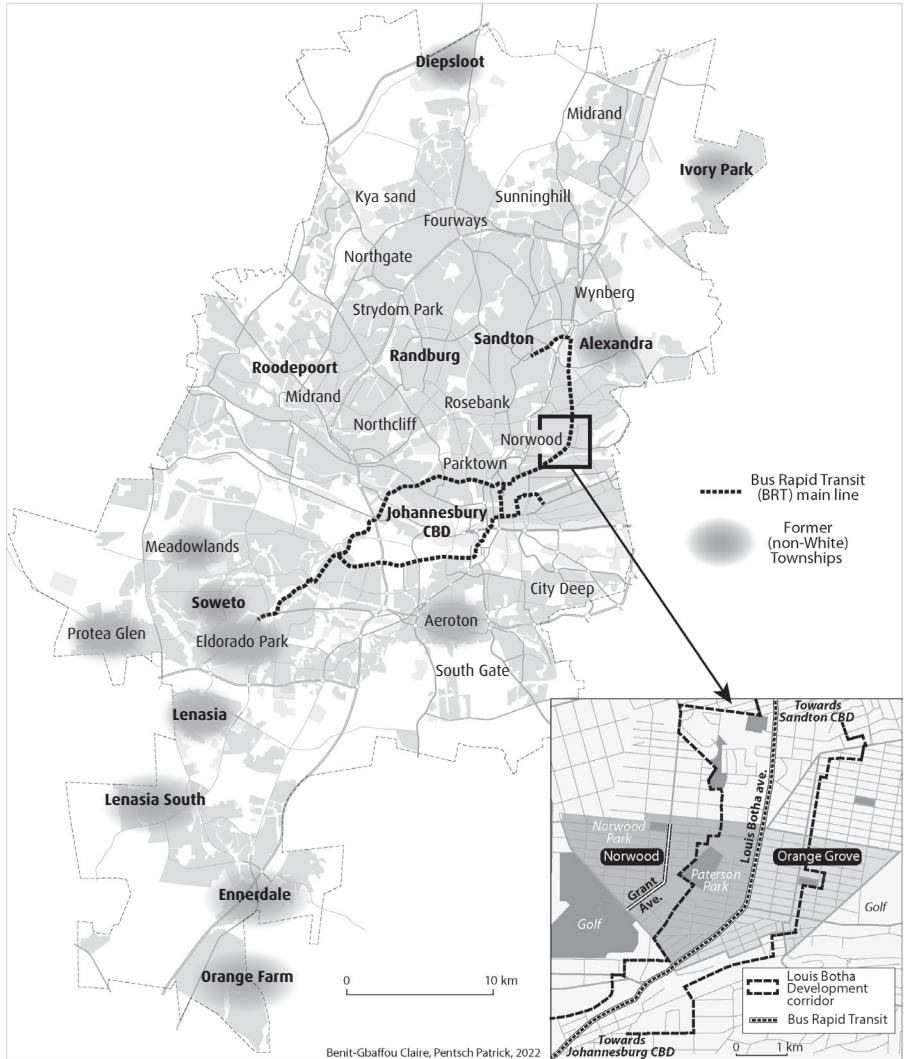 Diepsloot
Midrand
Ivory Park
Kya sand
Sunninghill
Fourways
Northgate
Wynberg
Strydom Park
Sandton
Alexandra
Randburg
Roodepoort
Midrand
Rosebank
Northcliff
Norwood
Parktown
Bus Rapid Transit
(BRT) main line
Johannesbury
CBD
Former
(non-White)
Townships
Meadowlands
City Deep
Soweto
Aeroton
Protea Glen
Eldorado Park
South Gate
Lenasia
Lenasia South
Ennerdale
Orange Farm
0 10 km
Benit-Gbaffou Claire, Pentsch Patrick, 2022
Towards
Sandton CBD
Louis Botha ave.
Norwood
Park
Norwood
Orange Grove
Paterson
Park
Grant
Ave.
Golf
Golf
Louis Botha
Development
corridor
Bus Rapid Transit
Towards
Johannesburg CBD
0 1 km